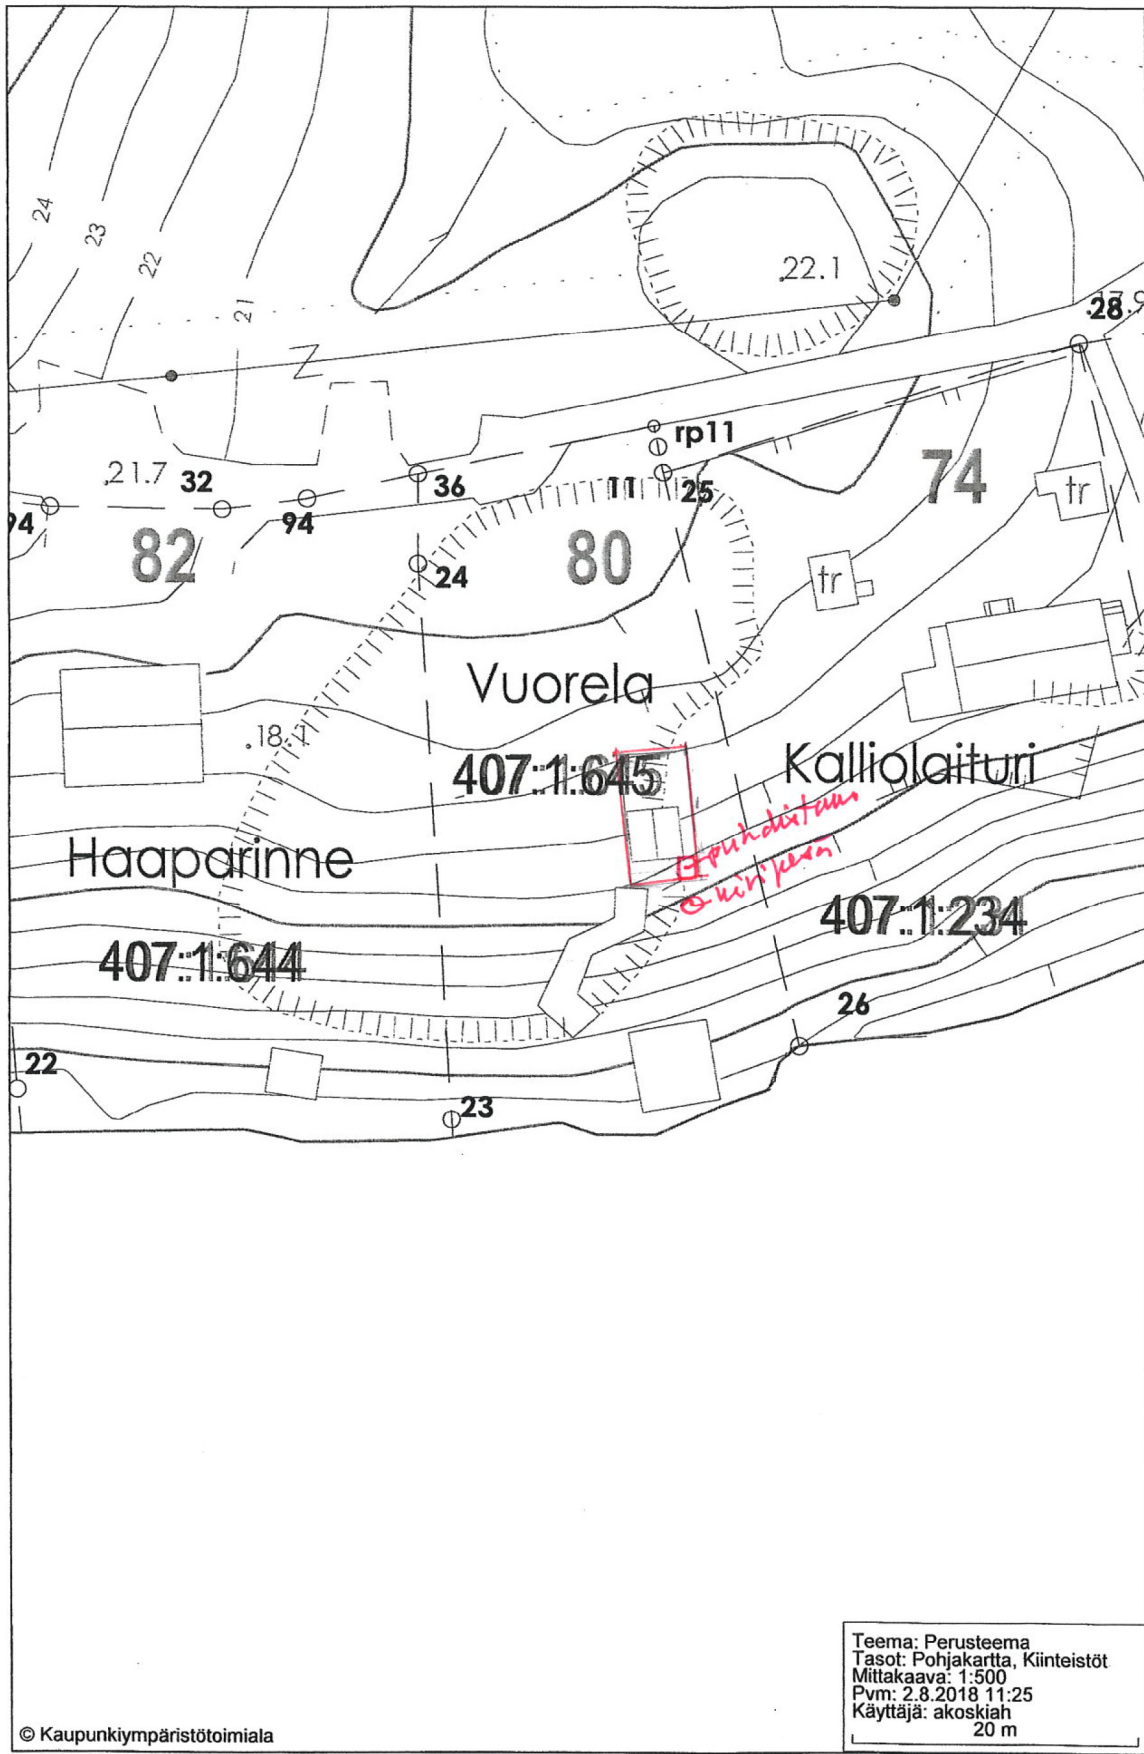 24
23
22
21
22.1
28
17.9
rp11
74
tr
21.7
32
36
11
25
94
94
82
24
80
tr
Vuorela
.18.1
407:1:645
Kalliolaituri
puhdistamo
Haaparinne
407:1:234
407:1:644
26
22
23
Teema: Perusteema
Tasot: Pohjakartta, Kiinteistöt
Mittakaava: 1:500
Pvm: 2.8.2018 11:25
Käyttäjä: akoskiah
20 m
© Kaupunkiympäristötoimiala